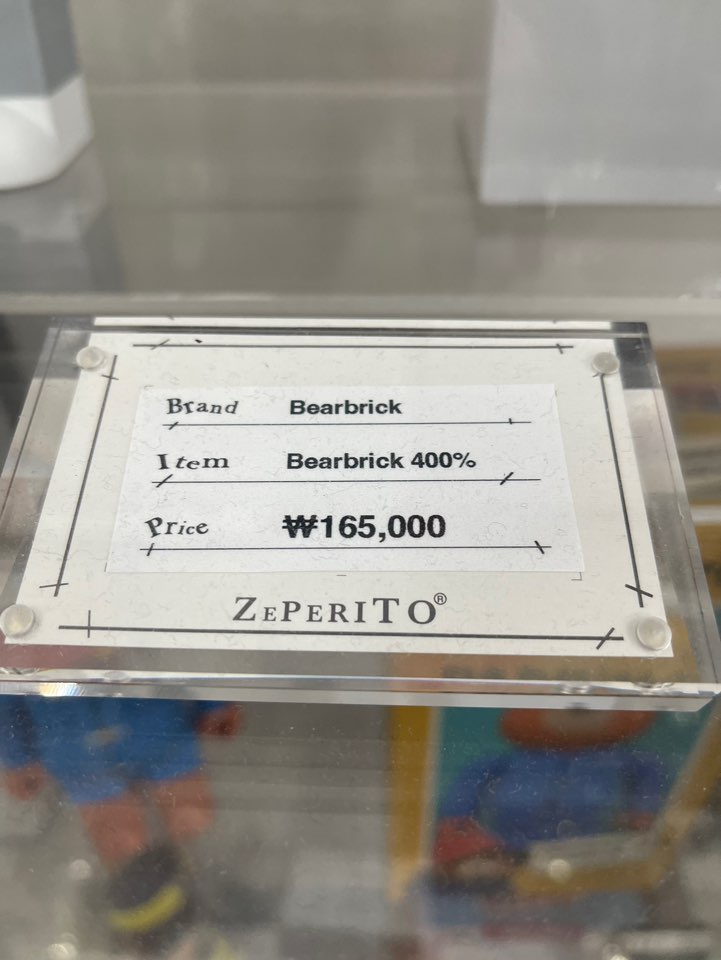 Brand Bearbrick
Item Bearbrick 400%
Price ₩165,000
ZEPERITO®